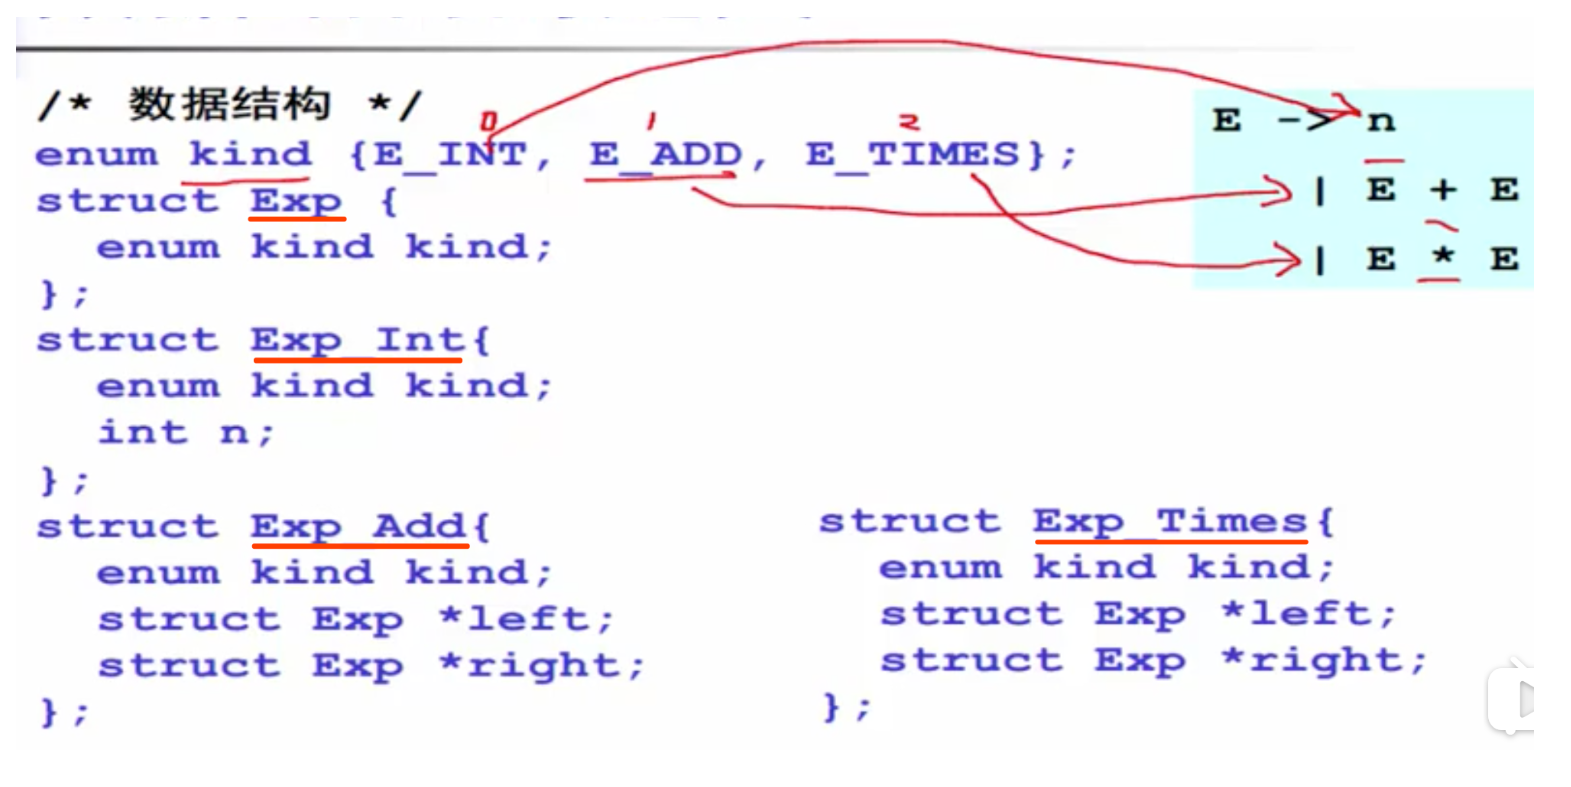 /* 数据结构 */
0 1 2
enum kind {E_INT, E_ADD, E_TIMES};
struct Exp {
enum kind kind;
};
struct Exp_Int{
enum kind kind;
int n;
};
struct Exp_Add{
enum kind kind;
struct Exp *left;
struct Exp *right;
};
struct Exp_Times{
enum kind kind;
struct Exp *left;
struct Exp *right;
};
E -> n
| E + E
| E * E